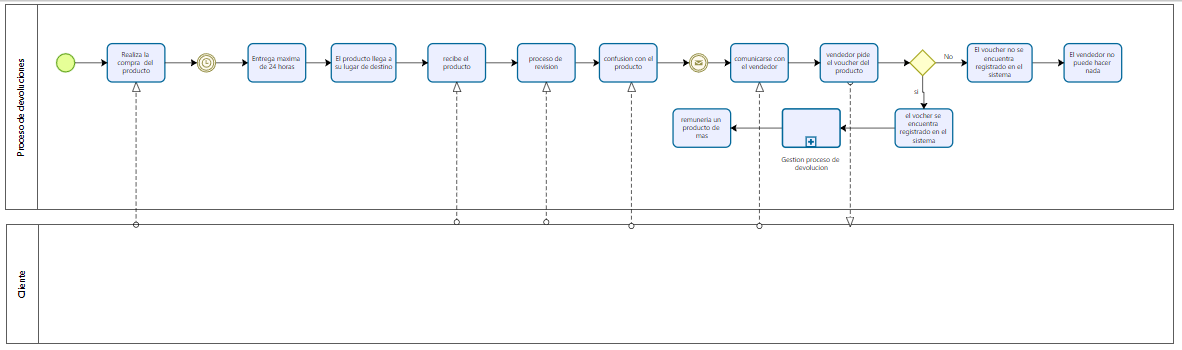 Proceso de devoluciones
Realiza la
compra del
producto
Entrega maxima
de 24 horas
El producto llega a
su lugar de destino
recibe el
producto
proceso de
revision
confusion con el
producto
comunicarse con
el vendedor
vendedor pide
el voucher del
producto
No
El voucher no se
encuentra
registrado en el
sistema
El vendedor no
puede hacer
nada
si
el vocher se
encuentra
registrado en el
sistema
Gestion proceso de
devolucion
remuneria un
producto de
mas
Cliente